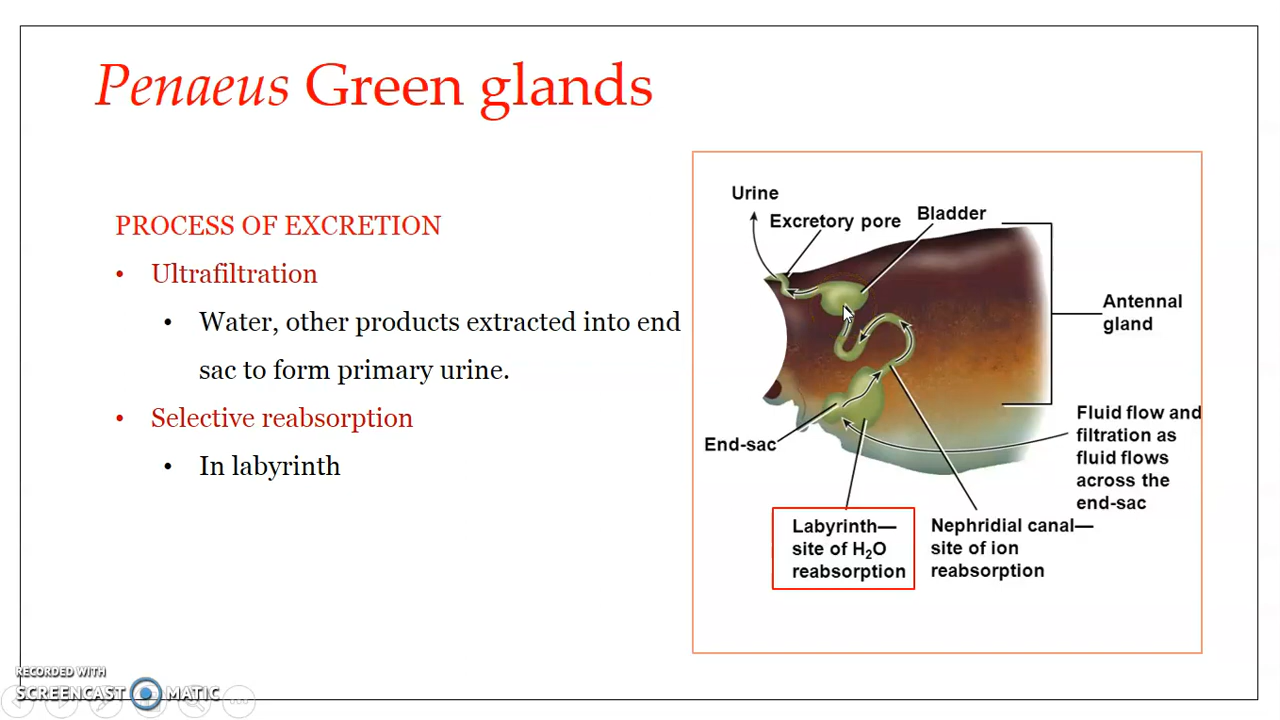 Penaeus Green glands
PROCESS OF EXCRETION
• Ultrafiltration
• Water, other products extracted into end
sac to form primary urine.
• Selective reabsorption
• In labyrinth
Urine
Excretory pore
Bladder
Antennal
gland
End-sac
Fluid flow and
filtration as
fluid flows
across the
end-sac
Labyrinth—
site of H₂O
reabsorption
Nephridial canal—
site of ion
reabsorption
RECORDED WITH
SCREENCAST MATIC